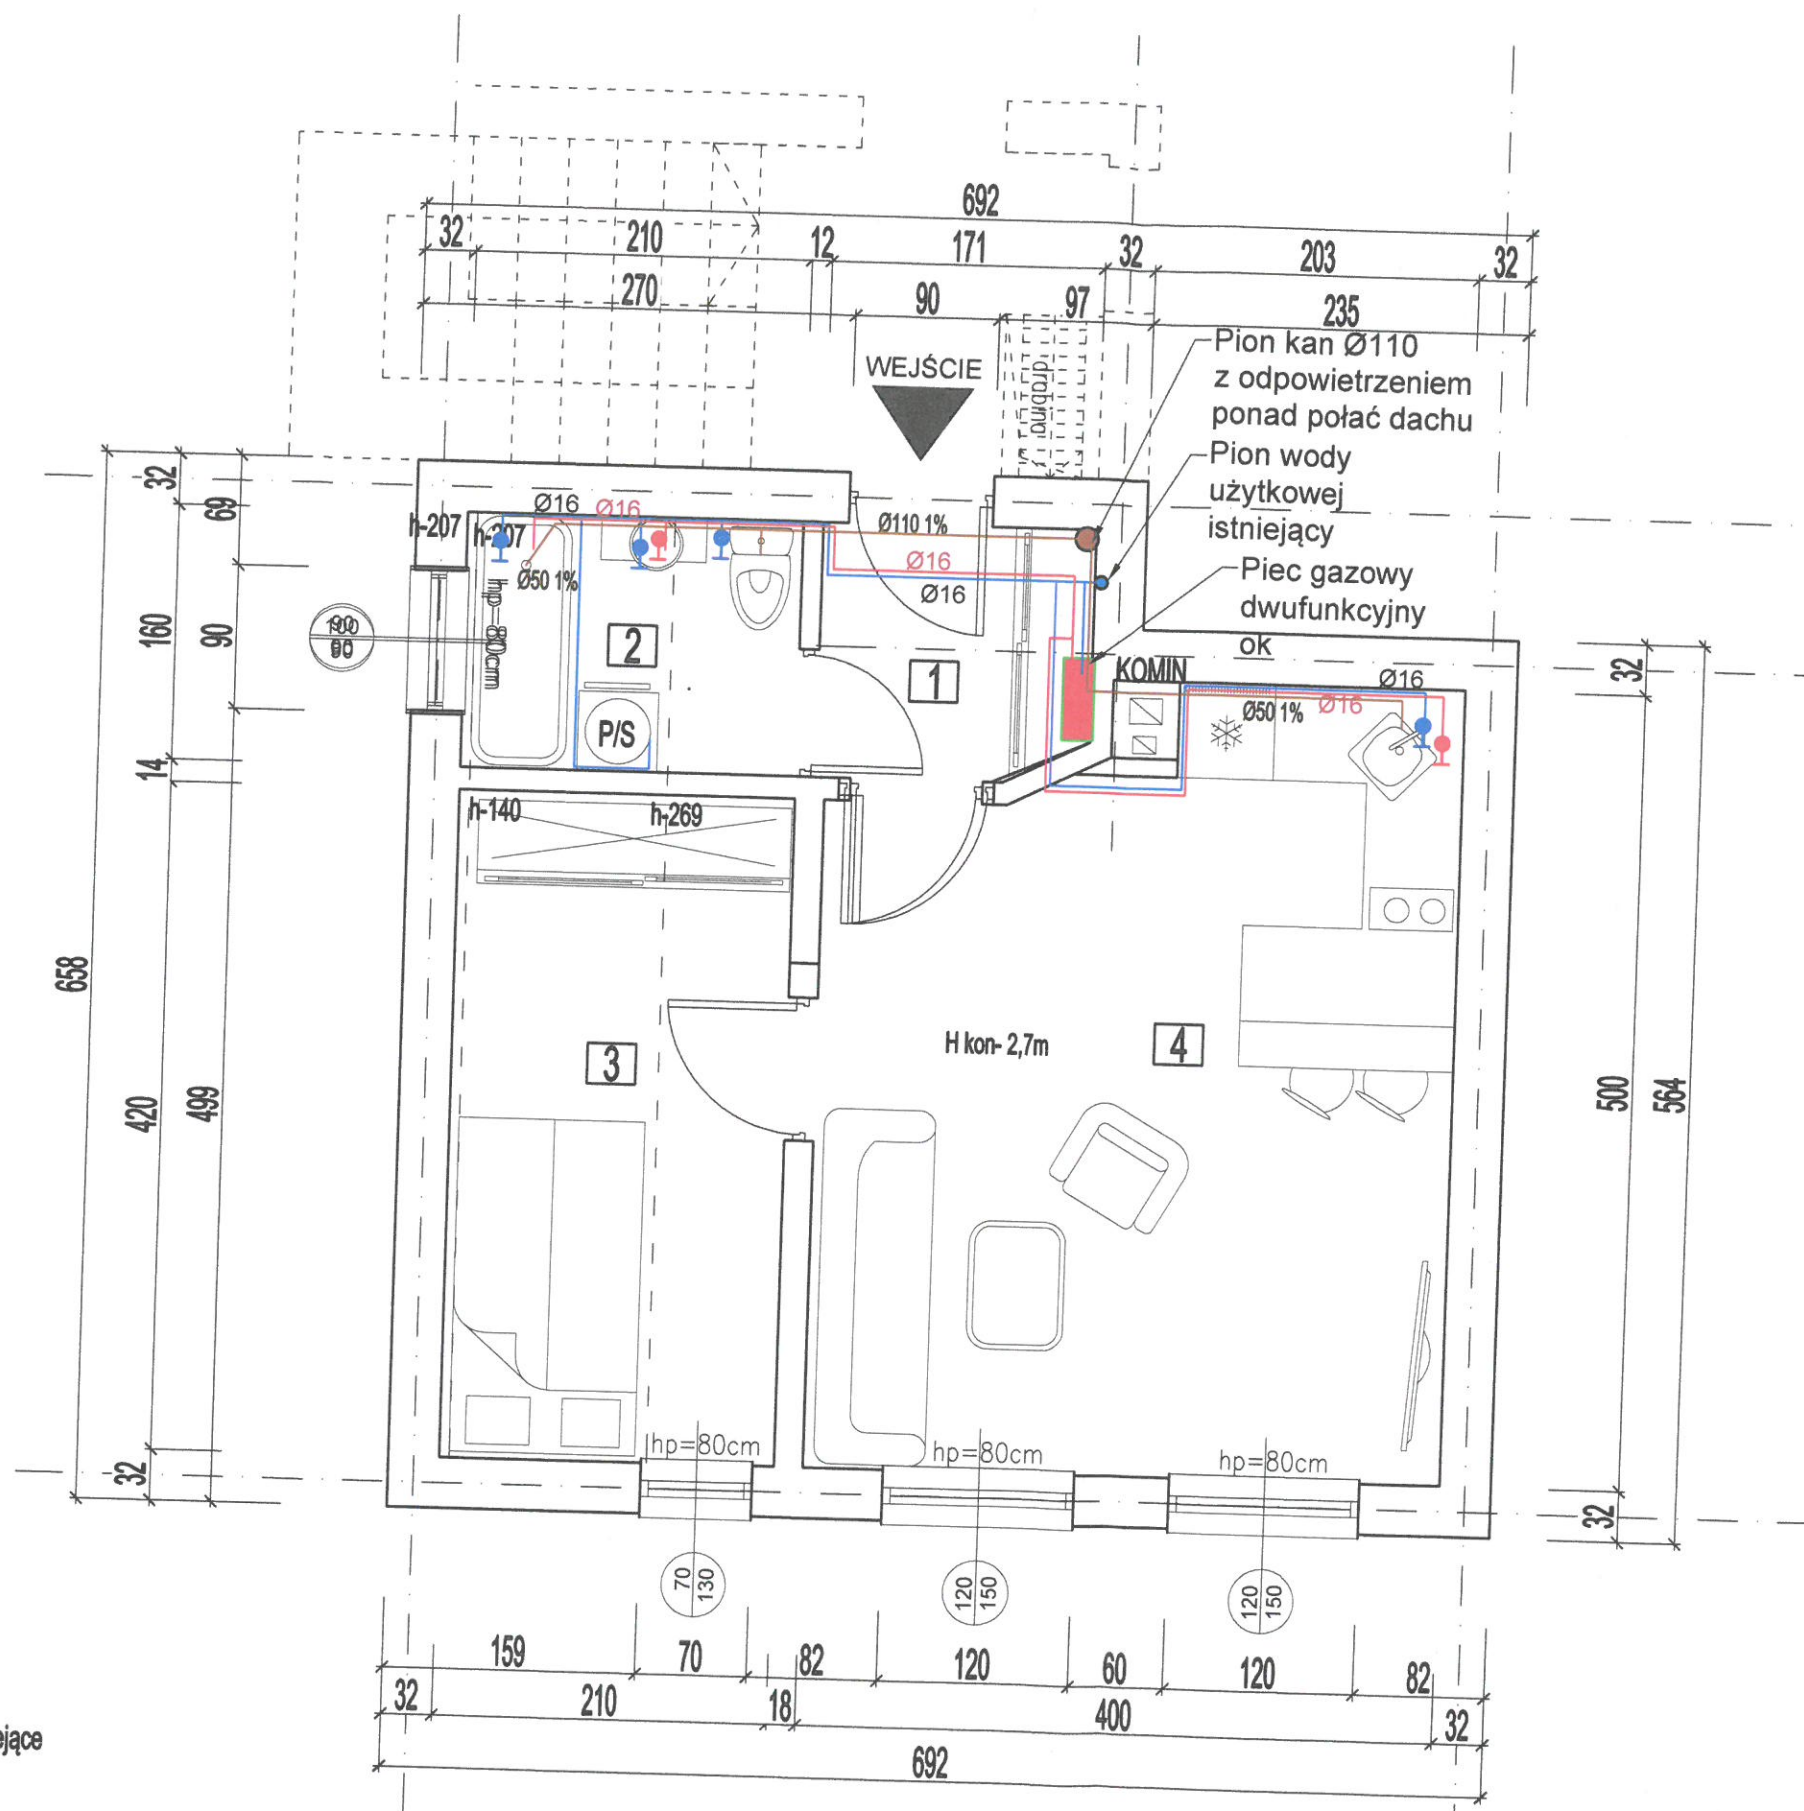 692
32 210 12 171 32 203 32
270 90 97 235
WEJŚCIE
drabina
Pion kan Ø110
z odpowietrzeniem
ponad połać dachu
Pion wody
użytkowej
istniejący
Piec gazowy
dwufunkcyjny
ok
KOMIN
h-207 h-207
Ø16 Ø16
Ø110 1%
Ø16
Ø16
Ø50 1%
hp=80cm
2
P/S
1
Ø16
Ø50 1% Ø16
h-140 h-269
3
H kon- 2,7m
4
hp=80cm
hp=80cm
hp=80cm
32
160
14
420
32
69
90
499
658
32
500
32
564
70
130
120
150
120
150
159 70 82 120 60 120 82
32 210 18 400 32
692